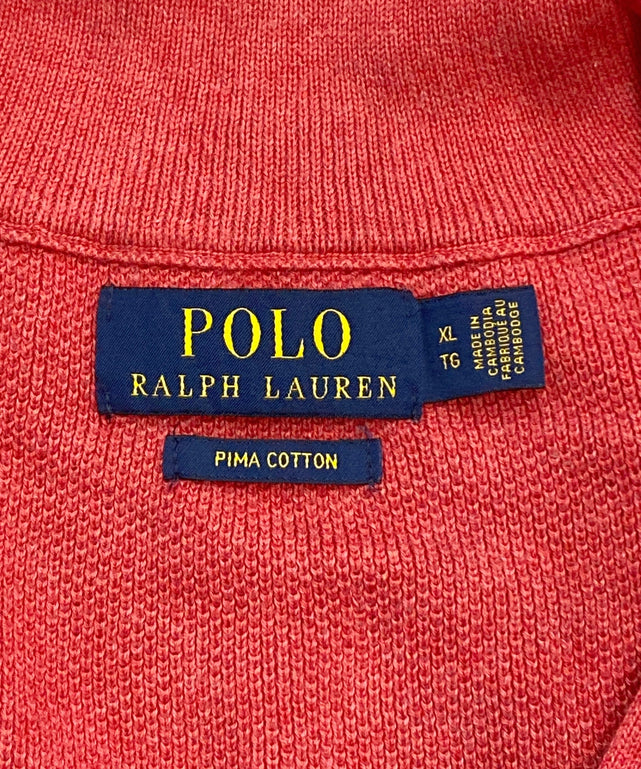 POLO
RALPH LAUREN
XL
TG
MADE IN
CAMBODIA
FABRIQUÉ AU
CAMBODGE
PIMA COTTON